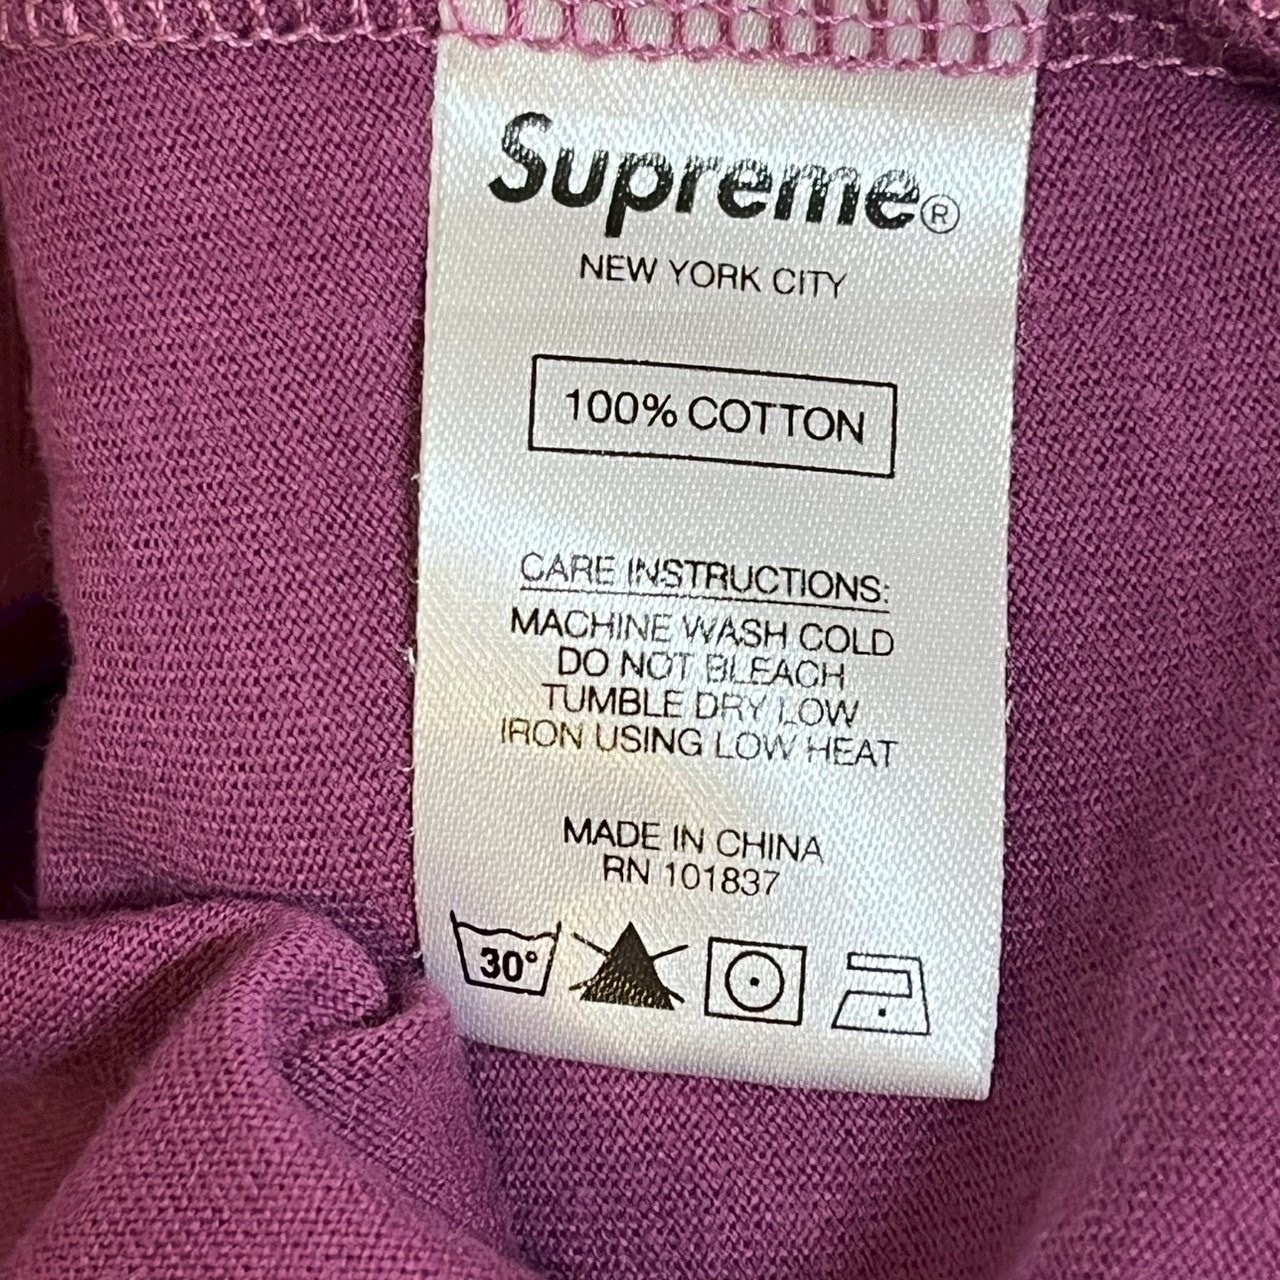 Supreme®
NEW YORK CITY
100% COTTON
CARE INSTRUCTIONS:
MACHINE WASH COLD
DO NOT BLEACH
TUMBLE DRY LOW
IRON USING LOW HEAT
MADE IN CHINA
RN 101837
30°